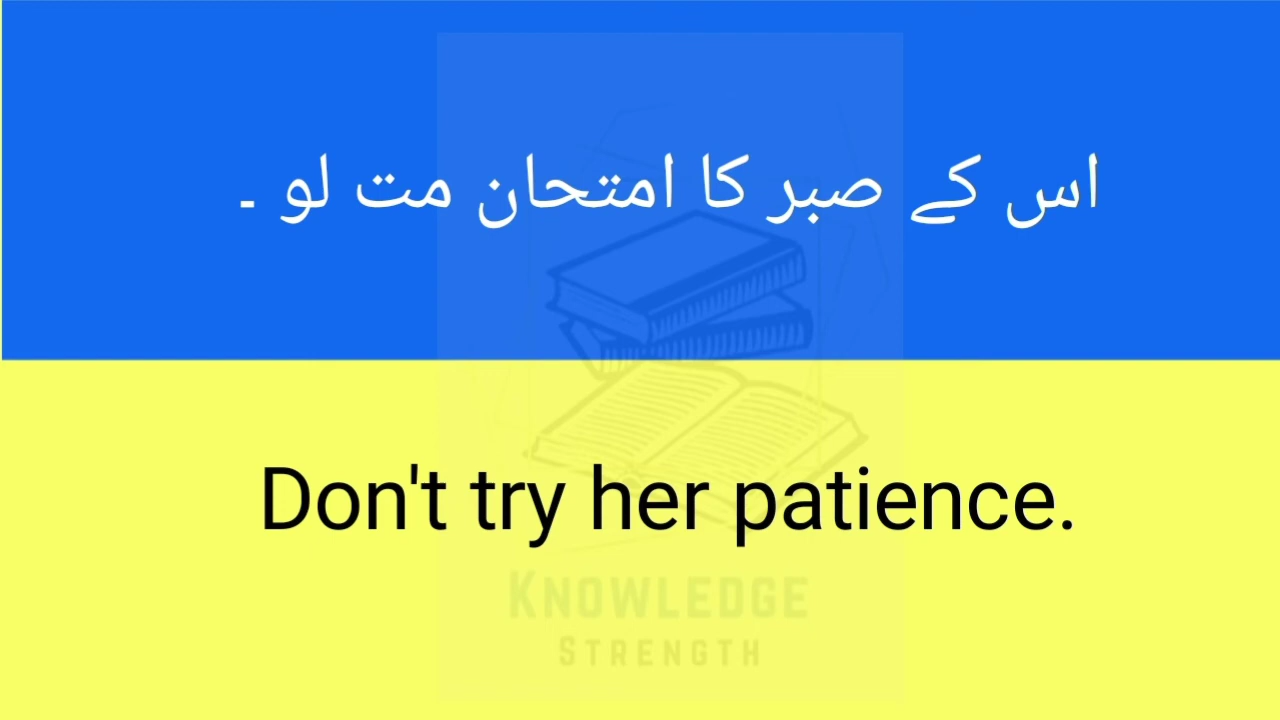 اس کے صبر کا امتحان مت لو ۔
Don't try her patience.
KNOWLEDGE
STRENGTH